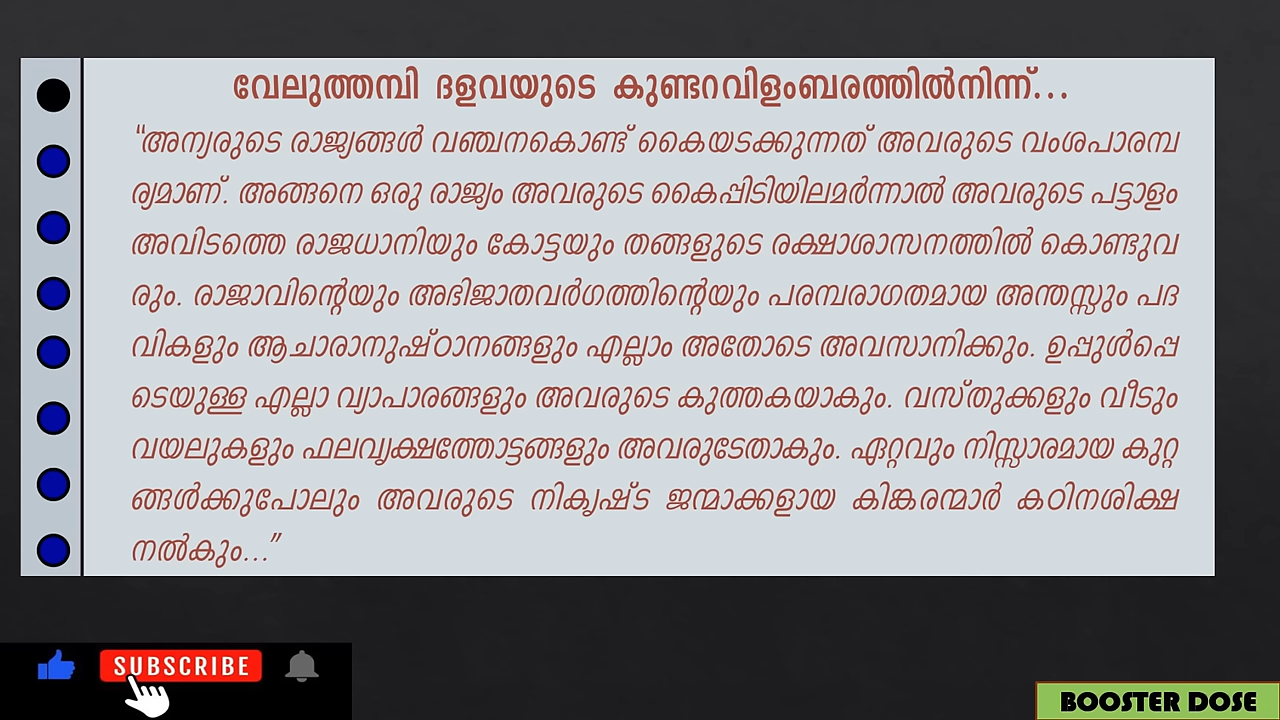 വേലുത്തമ്പി ദളവയുടെ കുണ്ടറവിളംബരത്തിൽനിന്ന്...
“അന്യരുടെ രാജ്യങ്ങൾ വഞ്ചനകൊണ്ട് കൈയടക്കുന്നത് അവരുടെ വംശപാരമ്പ
ര്യമാണ്. അങ്ങനെ ഒരു രാജ്യം അവരുടെ കൈപ്പിടിയിലമർന്നാൽ അവരുടെ പട്ടാളം
അവിടത്തെ രാജധാനിയും കോട്ടയും തങ്ങളുടെ രക്ഷാശാസനത്തിൽ കൊണ്ടുവ
രും. രാജാവിന്റെയും അഭിജാതവർഗത്തിന്റെയും പരമ്പരാഗതമായ അന്തസ്സും പദ
വികളും ആചാരാനുഷ്ഠാനങ്ങളും എല്ലാം അതോടെ അവസാനിക്കും. ഉപ്പുൾപ്പെ
ടെയുള്ള എല്ലാ വ്യാപാരങ്ങളും അവരുടെ കുത്തകയാകും. വസ്തുക്കളും വീടും
വയലുകളും ഫലവൃക്ഷത്തോട്ടങ്ങളും അവരുടേതാകും. ഏറ്റവും നിസ്സാരമായ കുറ്റ
ങ്ങൾക്കുപോലും അവരുടെ നികൃഷ്ട ജന്മാക്കളായ കിങ്കരന്മാർ കഠിനശിക്ഷ
നൽകും...”
SUBSCRIBE
BOOSTER DOSE